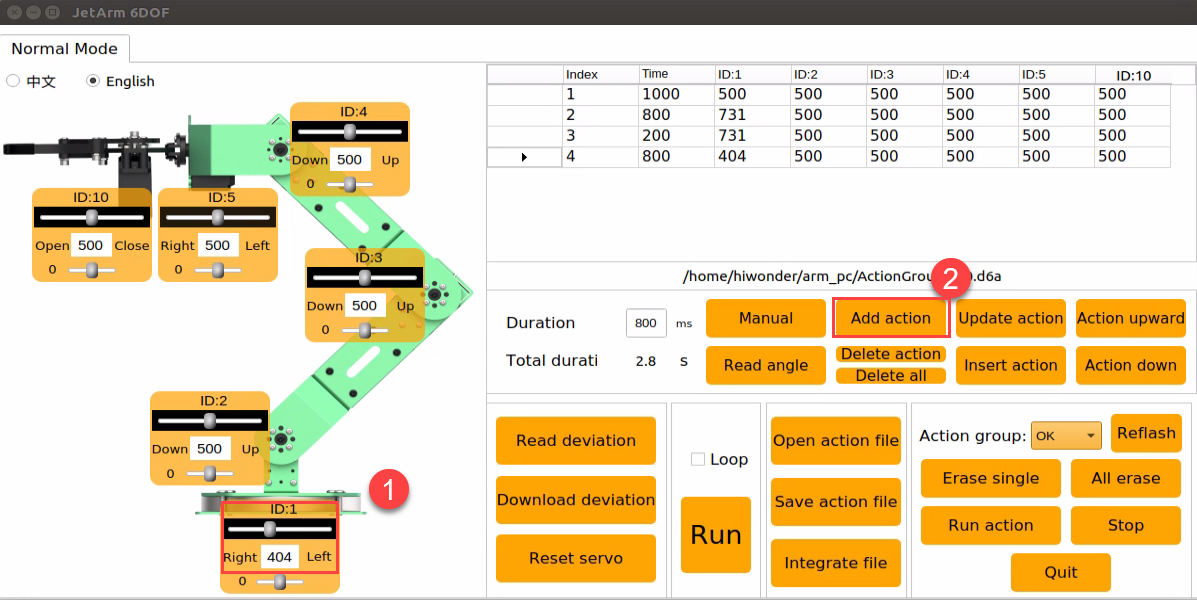 JetArm 6DOF
Normal Mode
中文 English
ID:4
Down 500 Up
0
ID:10
Open 500 Close
0
ID:5
Right 500 Left
0
ID:3
Down 500 Up
0
ID:2
Down 500 Up
0
1
ID:1
Right 404 Left
0
Index Time ID:1 ID:2 ID:3 ID:4 ID:5 ID:10
1 1000 500 500 500 500 500 500
2 800 731 500 500 500 500 500
3 200 731 500 500 500 500 500
4 800 404 500 500 500 500 500
/home/hiwonder/arm_pc/ActionGrou .d6a
2
Duration 800 ms
Total durati 2.8 S
Manual Add action Update action Action upward
Read angle Delete action Insert action Action down
Delete all
Read deviation
Download deviation
Reset servo
Loop
Run
Open action file
Save action file
Integrate file
Action group: OK Reflash
Erase single All erase
Run action Stop
Quit